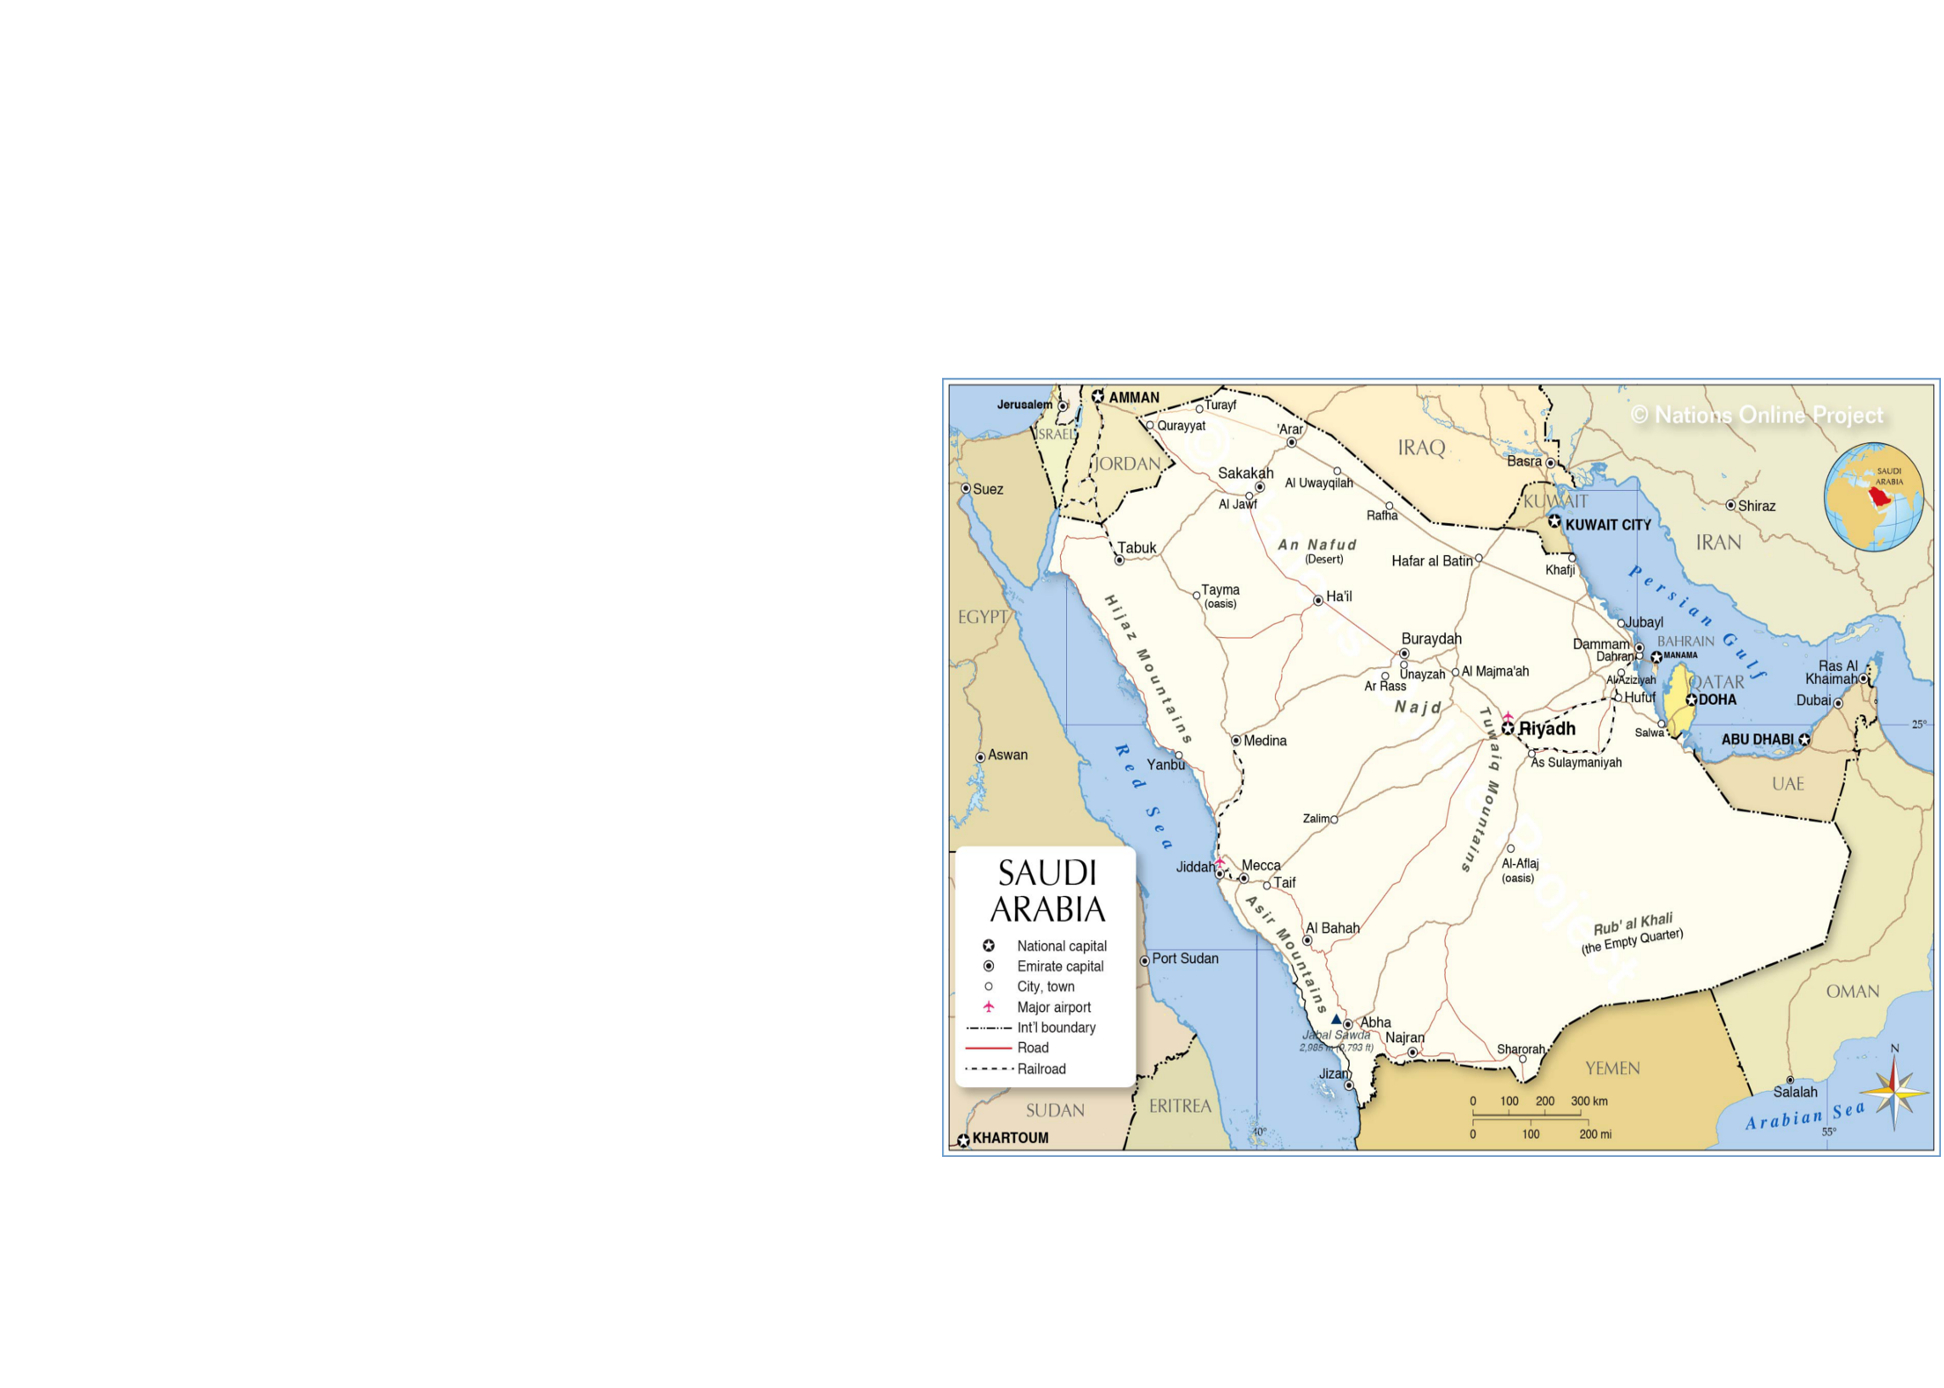 Jerusalem
AMMAN
Turayf
© Nations Online Project
Qurayyat
'Arar
ISRAEL
IRAQ
JORDAN
Basra
Sakakah
Al Uwayqilah
SAUDI
ARABIA
Suez
Al Jawf
KUWAIT
Rafha
Shiraz
KUWAIT CITY
An Nafud
(Desert)
IRAN
Tabuk
Hafar al Batin
Khafji
Persian Gulf
Tayma
(oasis)
Ha'il
Hijaz Mountains
EGYPT
Jubayl
Buraydah
Dammam
BAHRAIN
Dahran
MANAMA
Unayzah
Al Majma'ah
Ras Al
Khaimah
Ar Rass
Al Aziziyah
QATAR
Najd
Hufuf
DOHA
Dubai
Tuwaiq Mountains
Riyadh
25°
Salwa
ABU DHABI
Medina
Aswan
Yanbu
As Sulaymaniyah
Red Sea
UAE
Zalim
Al-Aflaj
(oasis)
Jiddah
Mecca
Taif
SAUDI
ARABIA
Asir Mountains
Rub' al Khali
(the Empty Quarter)
Al Bahah
National capital
Port Sudan
Emirate capital
City, town
OMAN
Major airport
Int'l boundary
Abha
Jabal Sawda
2,985 m (9,793 ft)
Najran
Road
Sharorah
N
Railroad
Jizan
YEMEN
Salalah
SUDAN
ERITREA
0 100 200 300 km
0 100 200 mi
Arabian Sea
KHARTOUM
40°
55°
© Nations Online Project